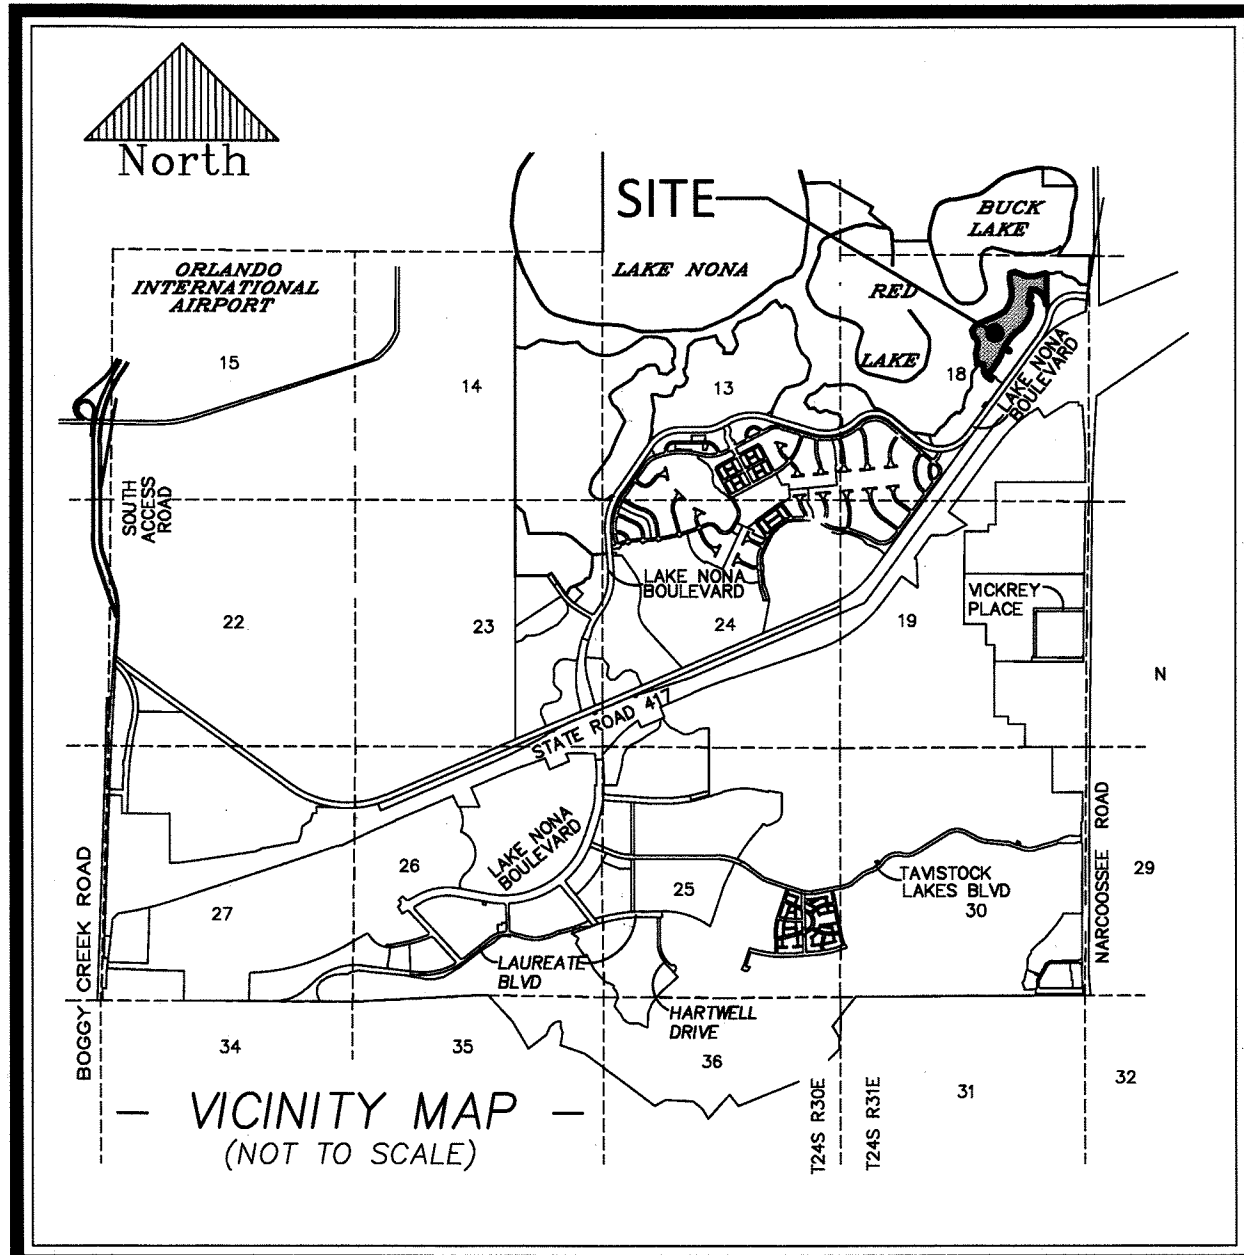 North
SITE
BUCK
LAKE
ORLANDO
INTERNATIONAL
AIRPORT
LAKE NONA
RED
LAKE
15
14
13
18
LAKE NONA
BOULEVARD
SOUTH
ACCESS
ROAD
LAKE NONA
BOULEVARD
VICKREY
PLACE
22
23
24
19
N
STATE ROAD 417
LAKE NONA
BOULEVARD
26
25
TAVISTOCK
LAKES BLVD
30
29
27
NARCOOSSEE ROAD
BOGGY CREEK ROAD
LAUREATE
BLVD
HARTWELL
DRIVE
34
35
36
31
32
T24S R30E
T24S R31E
— VICINITY MAP —
(NOT TO SCALE)